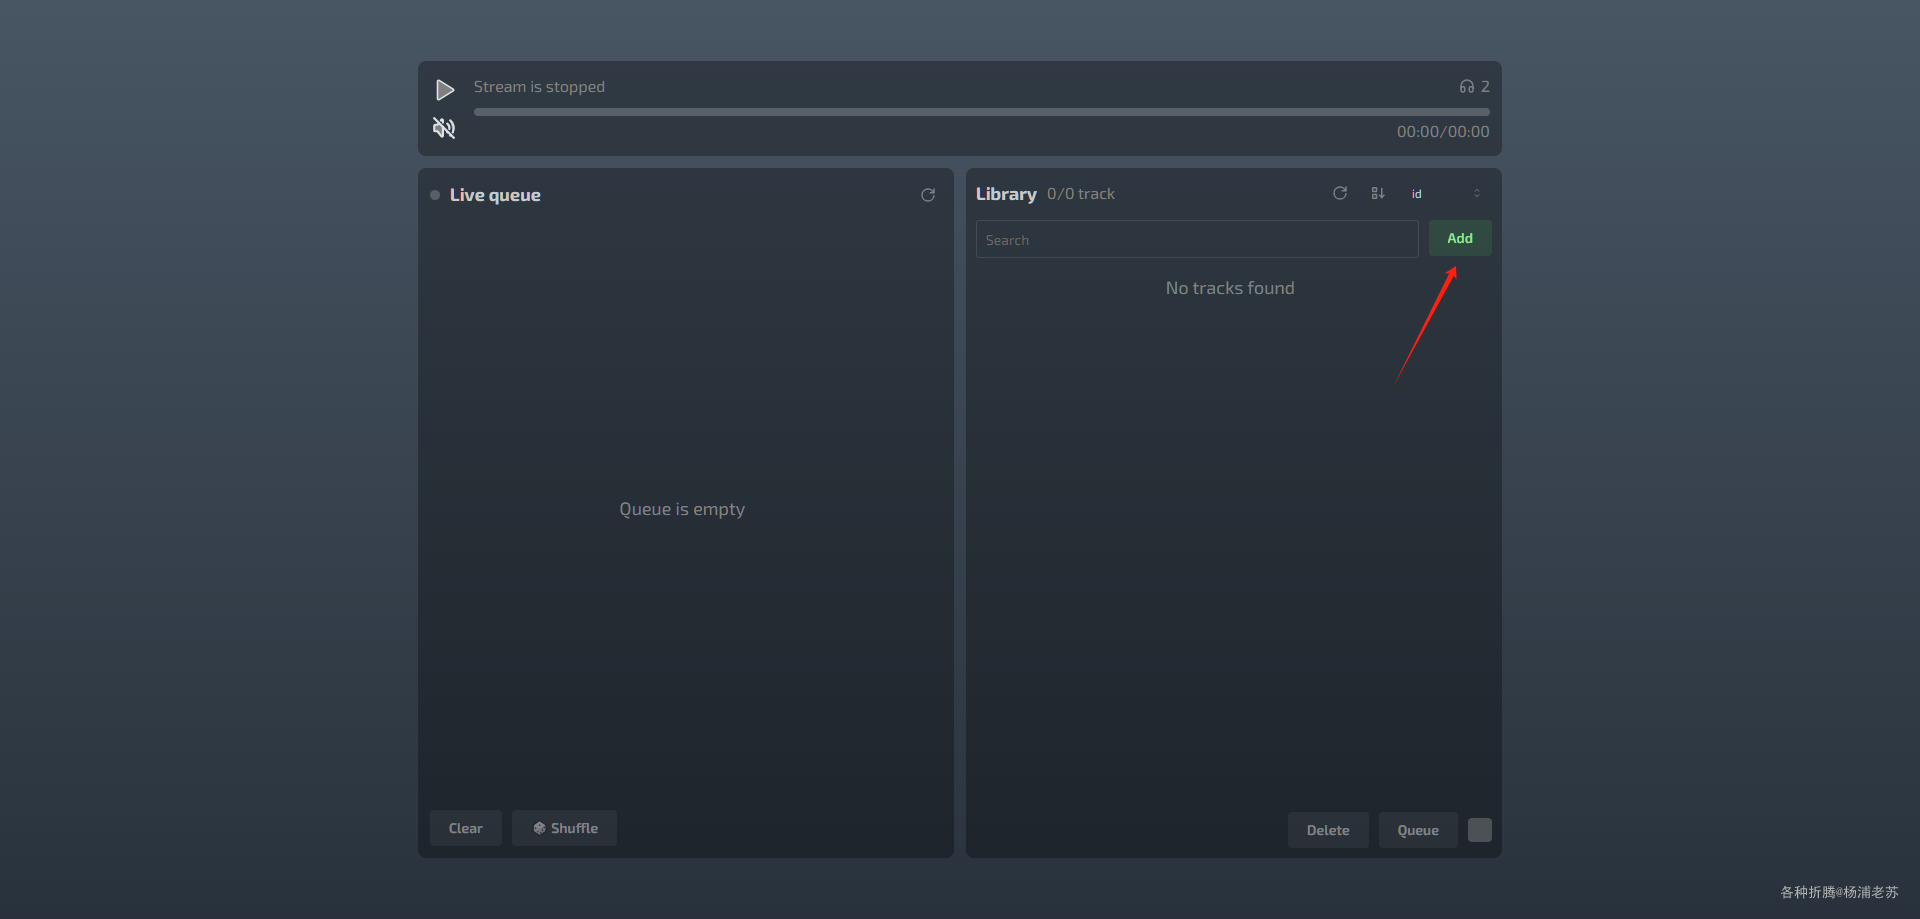 Stream is stopped
2
00:00/00:00
Live queue
Queue is empty
Clear
Shuffle
Library 0/0 track
id
Search
Add
No tracks found
Delete
Queue
各种折腾@杨浦老苏